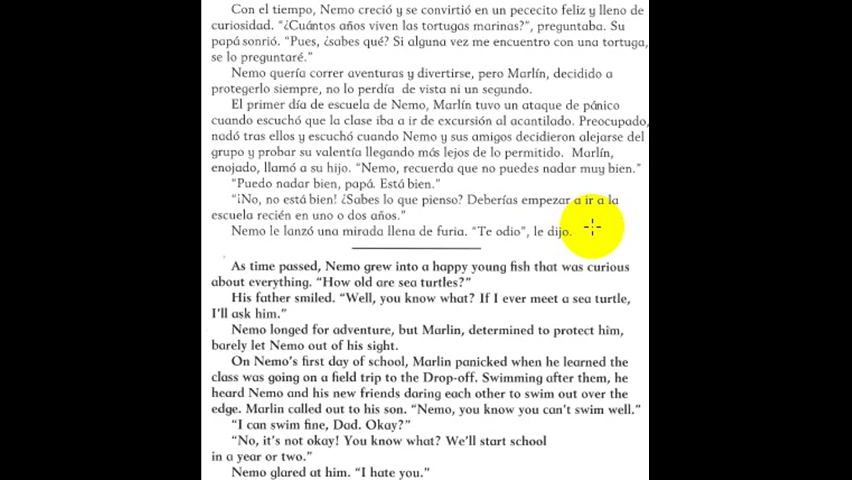 Con el tiempo, Nemo creció y se convirtió en un pececito feliz y lleno de
curiosidad. "¿Cuántos años viven las tortugas marinas?", preguntaba. Su
papá sonrió. "Pues, ¿sabes qué? Si alguna vez me encuentro con una tortuga,
se lo preguntaré."
Nemo quería correr aventuras y divertirse, pero Marlín, decidido a
protegerlo siempre, no lo perdía de vista ni un segundo.
El primer día de escuela de Nemo, Marlín tuvo un ataque de pánico
cuando escuchó que la clase iba a ir de excursión al acantilado. Preocupado,
nadó tras ellos y escuchó cuando Nemo y sus amigos decidieron alejarse del
grupo y probar su valentía llegando más lejos de lo permitido. Marlín,
enojado, llamó a su hijo. "Nemo, recuerda que no puedes nadar muy bien."
"Puedo nadar bien, papá. Está bien."
"¡No, no está bien! ¿Sabes lo que pienso? Deberías empezar a ir a la
escuela recién en uno o dos años."
Nemo le lanzó una mirada llena de furia. "Te odio", le dijo.
As time passed, Nemo grew into a happy young fish that was curious
about everything. "How old are sea turtles?"
His father smiled. "Well, you know what? If I ever meet a sea turtle,
I'll ask him."
Nemo longed for adventure, but Marlin, determined to protect him,
barely let Nemo out of his sight.
On Nemo's first day of school, Marlin panicked when he learned the
class was going on a field trip to the Drop-off. Swimming after them, he
heard Nemo and his new friends daring each other to swim out over the
edge. Marlin called out to his son. "Nemo, you know you can't swim well."
"I can swim fine, Dad. Okay?"
"No, it's not okay! You know what? We'll start school
in a year or two."
Nemo glared at him. "I hate you."